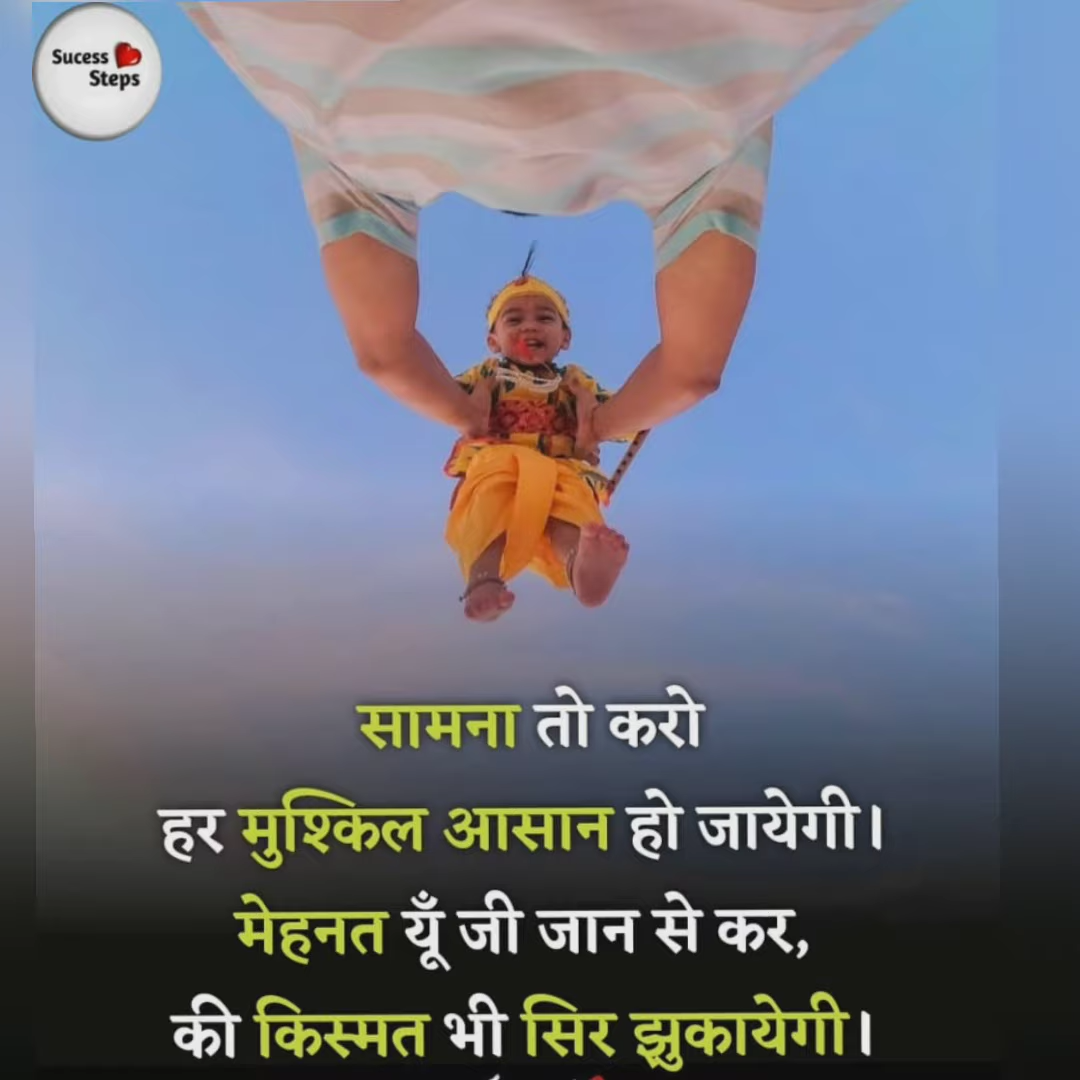 Sucess
Steps
सामना तो करो
हर मुश्किल आसान हो जायेगी।
मेहनत यूँ जी जान से कर,
की किस्मत भी सिर झुकायेगी।